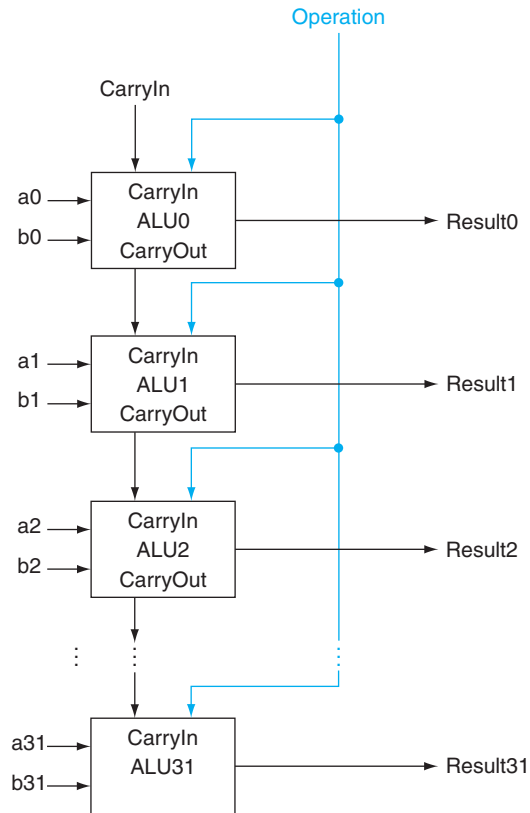 Operation
CarryIn
a0
b0
CarryIn
ALU0
CarryOut
Result0
a1
b1
CarryIn
ALU1
CarryOut
Result1
a2
b2
CarryIn
ALU2
CarryOut
Result2
a31
b31
CarryIn
ALU31
Result31